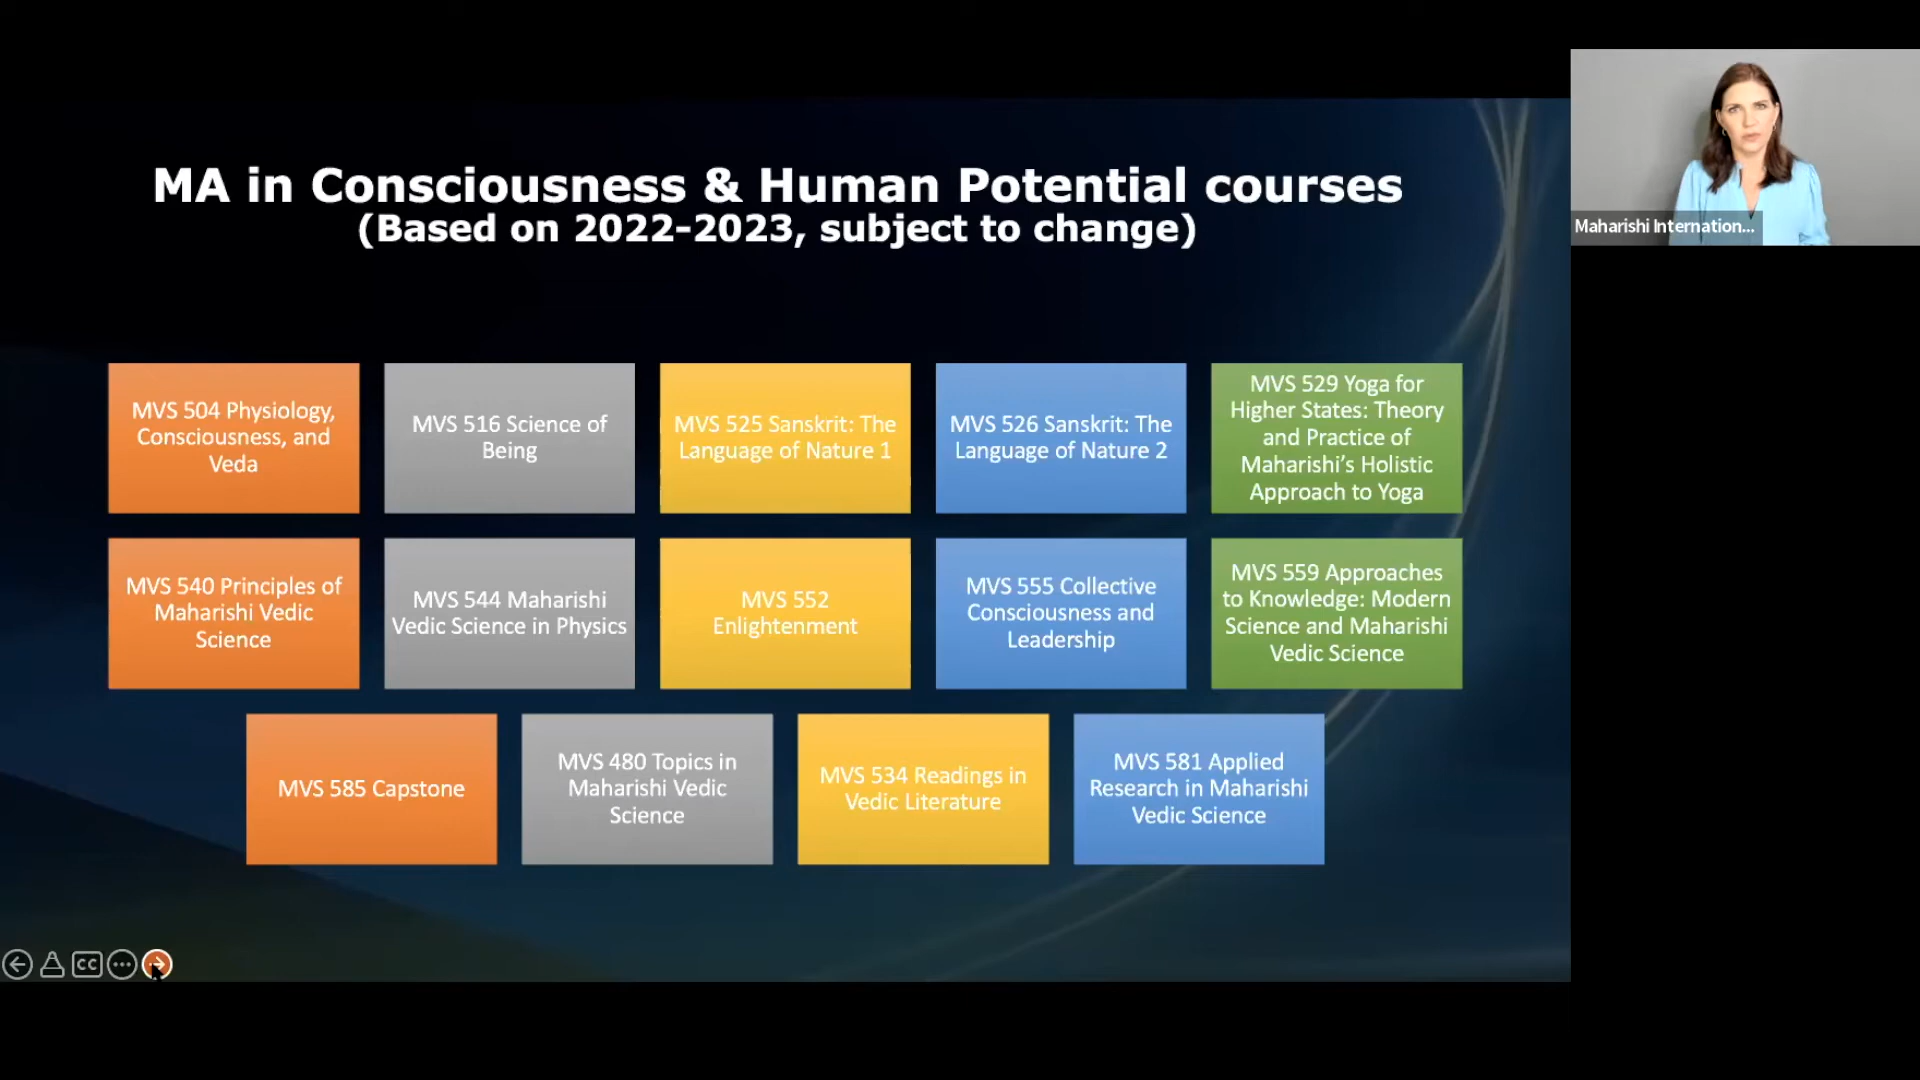 MA in Consciousness & Human Potential courses
(Based on 2022-2023, subject to change)
Maharishi Internation...
MVS 504 Physiology,
Consciousness, and
Veda
MVS 516 Science of
Being
MVS 525 Sanskrit: The
Language of Nature 1
MVS 526 Sanskrit: The
Language of Nature 2
MVS 529 Yoga for
Higher States: Theory
and Practice of
Maharishi’s Holistic
Approach to Yoga
MVS 540 Principles of
Maharishi Vedic
Science
MVS 544 Maharishi
Vedic Science in Physics
MVS 552
Enlightenment
MVS 555 Collective
Consciousness and
Leadership
MVS 559 Approaches
to Knowledge: Modern
Science and Maharishi
Vedic Science
MVS 585 Capstone
MVS 480 Topics in
Maharishi Vedic
Science
MVS 534 Readings in
Vedic Literature
MVS 581 Applied
Research in Maharishi
Vedic Science
CC